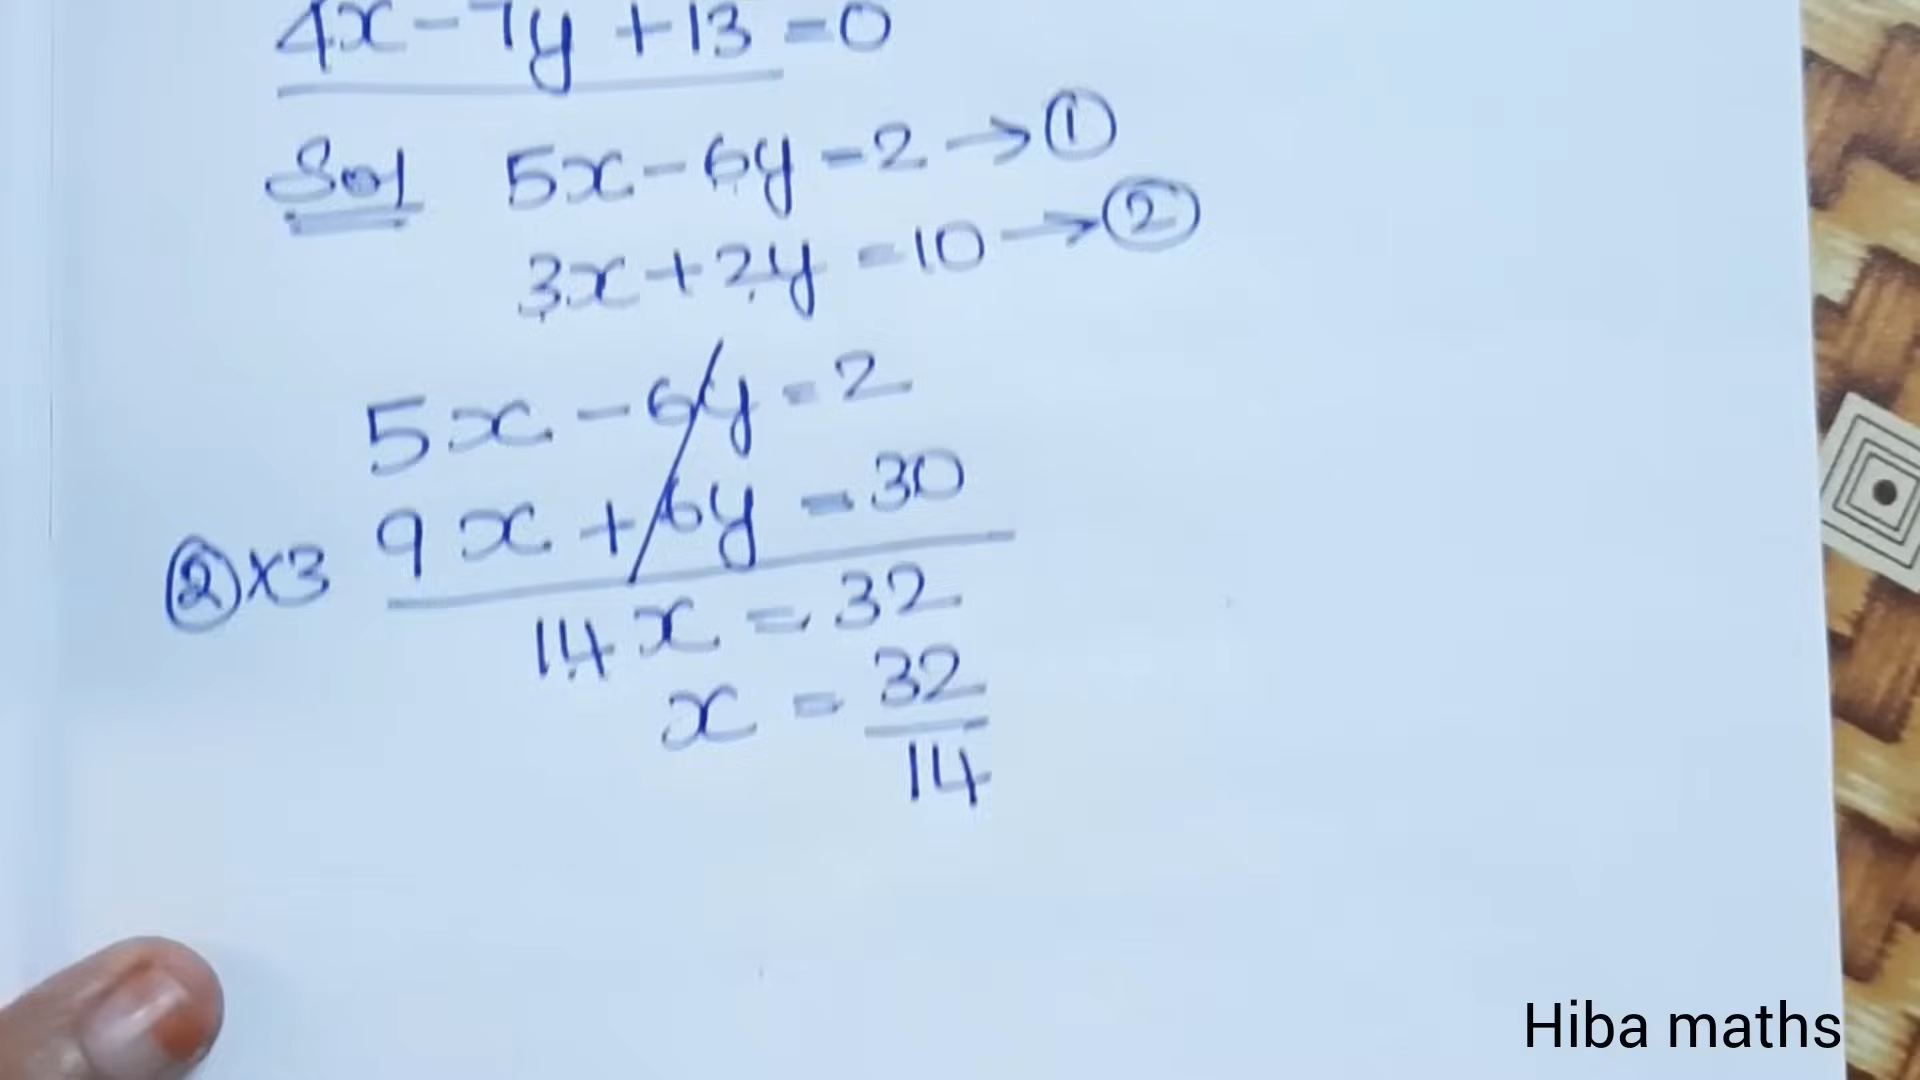 4x-7y+13=0
Sol 5x-6y=2→①
3x+2y=10→②
5x-6y=2
②×3 9x+6y=30
14x=32
x=32/14
Hiba maths